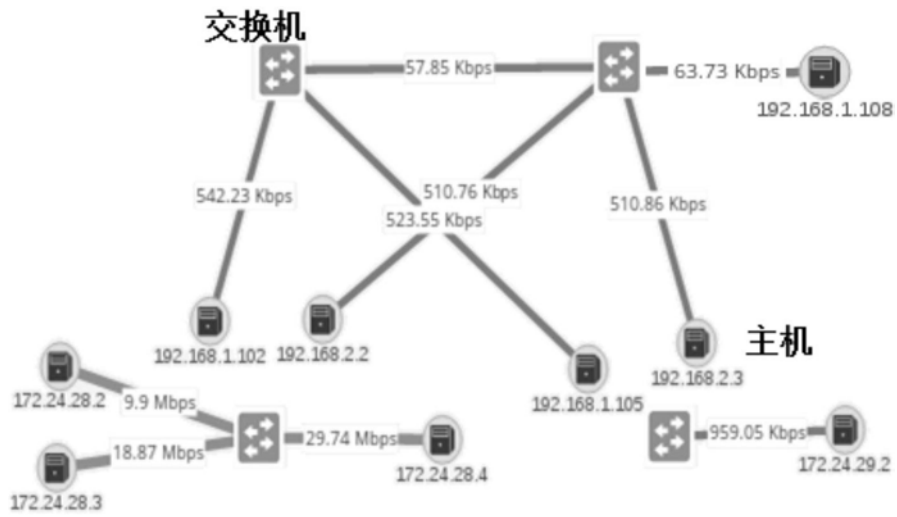 交换机
57.85 Kbps
63.73 Kbps
192.168.1.108
542.23 Kbps
510.76 Kbps
510.86 Kbps
523.55 Kbps
192.168.1.102
192.168.2.2
主机
192.168.2.3
172.24.28.2
9.9 Mbps
192.168.1.105
959.05 Kbps
29.74 Mbps
18.87 Mbps
172.24.29.2
172.24.28.4
172.24.28.3